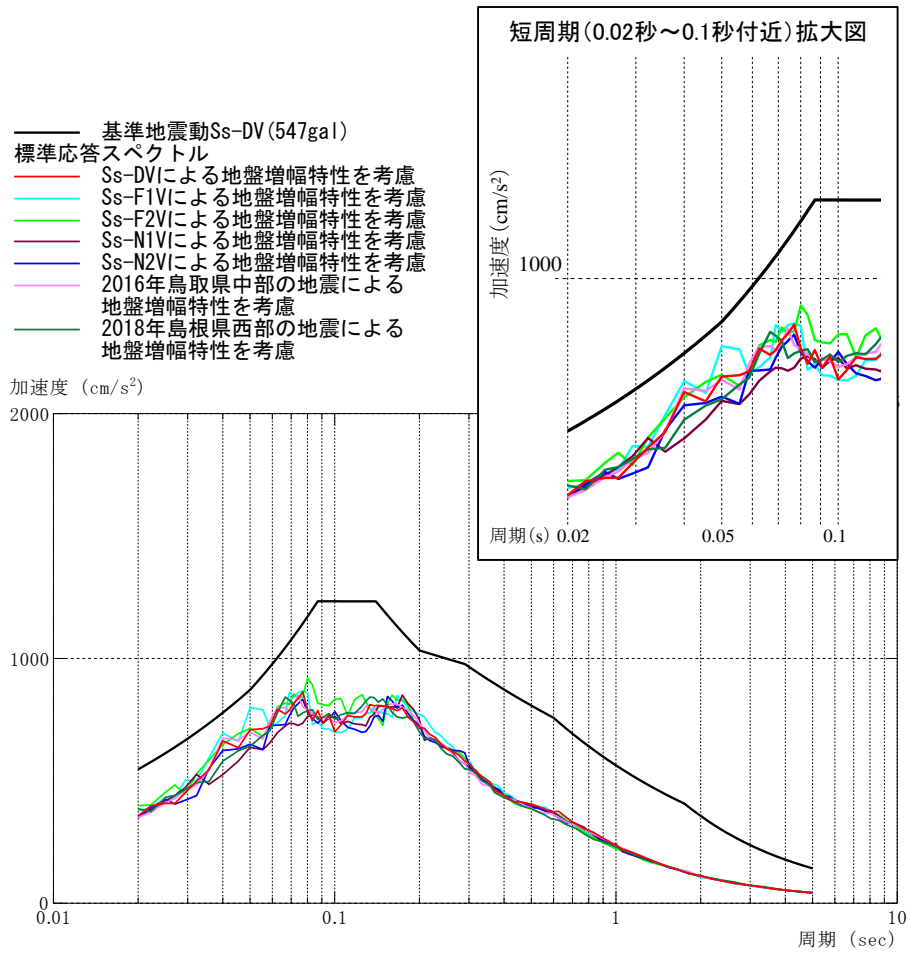 短周期(0.02秒～0.1秒付近)拡大図
基準地震動Ss-DV(547gal)
標準応答スペクトル
Ss-DVによる地盤増幅特性を考慮
Ss-F1Vによる地盤増幅特性を考慮
Ss-F2Vによる地盤増幅特性を考慮
Ss-N1Vによる地盤増幅特性を考慮
Ss-N2Vによる地盤増幅特性を考慮
2016年鳥取県中部の地震による
地盤増幅特性を考慮
2018年島根県西部の地震による
地盤増幅特性を考慮
加速度(cm/s²)
1000
周期(s) 0.02 0.05 0.1
加速度 (cm/s²)
2000
1000
0
0.01 0.1 1 10
周期 (sec)